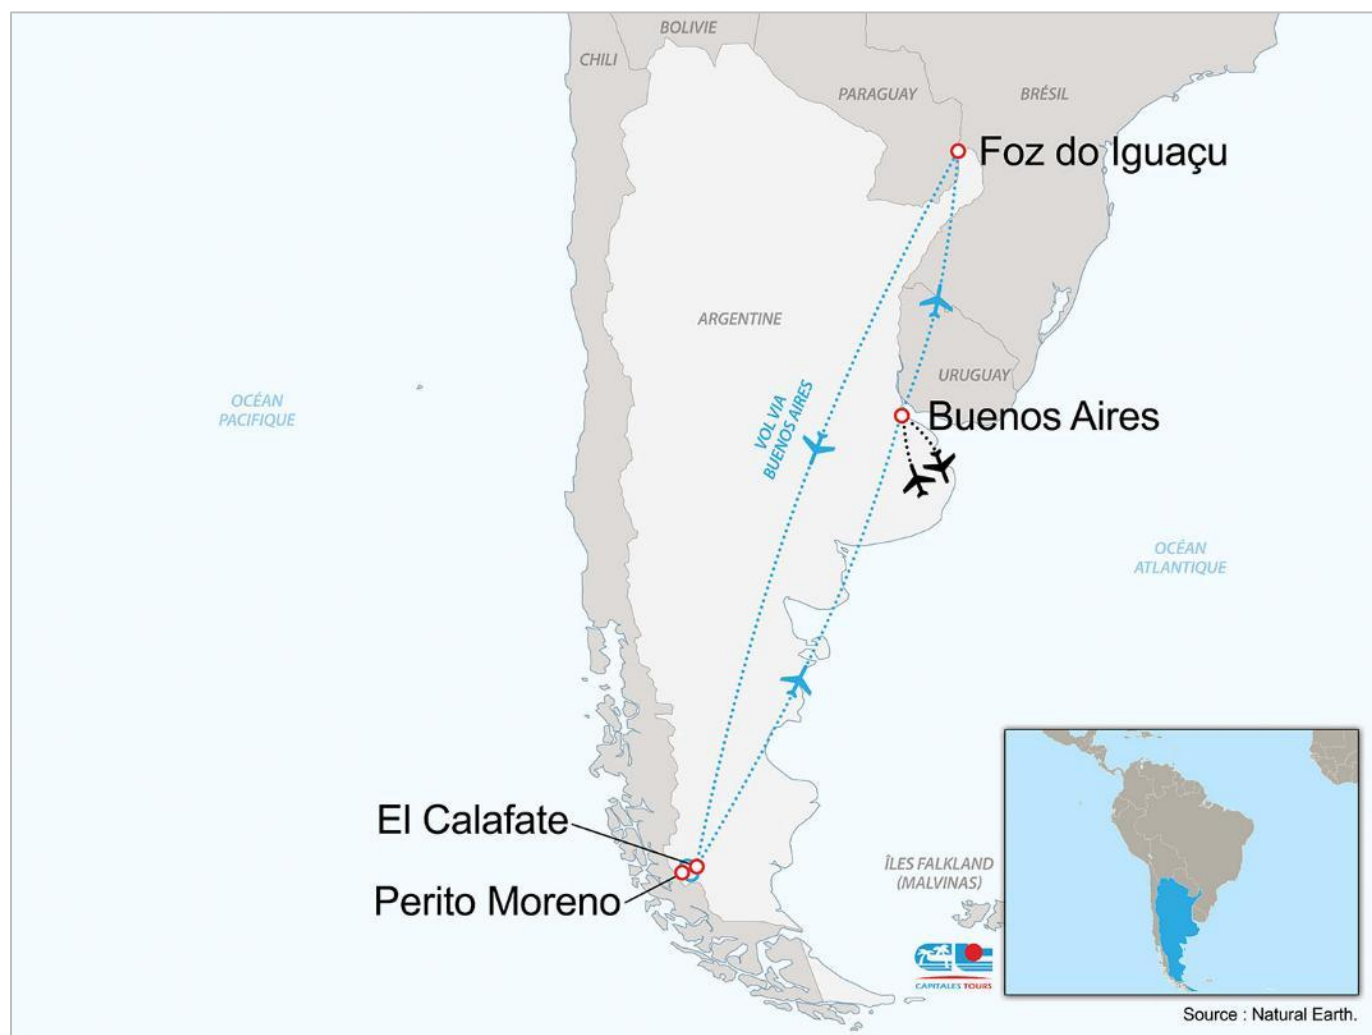 BOLIVIE
CHILI
PARAGUAY
BRÉSIL
Foz do Iguaçu
ARGENTINE
URUGUAY
VOL VIA
BUENOS AIRES
OCÉAN
PACIFIQUE
Buenos Aires
OCÉAN
ATLANTIQUE
El Calafate
Perito Moreno
ÎLES FALKLAND
(MALVINAS)
CAPITALES TOURS
Source : Natural Earth.